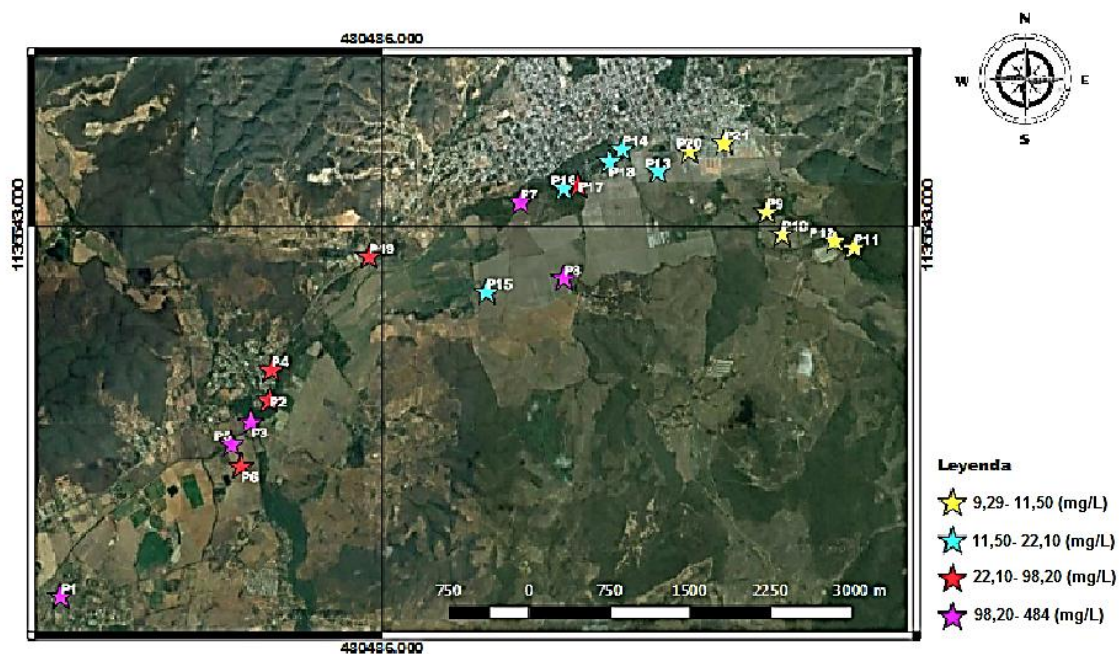 480486.000
N
W
E
S
P21
P14
P20
P18
P13
P16
P17
P7
P9
P10
P12
P11
P19
P8
P15
P4
P2
P3
P5
P6
P1
Leyenda
9,29- 11,50 (mg/L)
11,50- 22,10 (mg/L)
22,10- 98,20 (mg/L)
98,20- 484 (mg/L)
750 0 750 1500 3000 m
480486.000